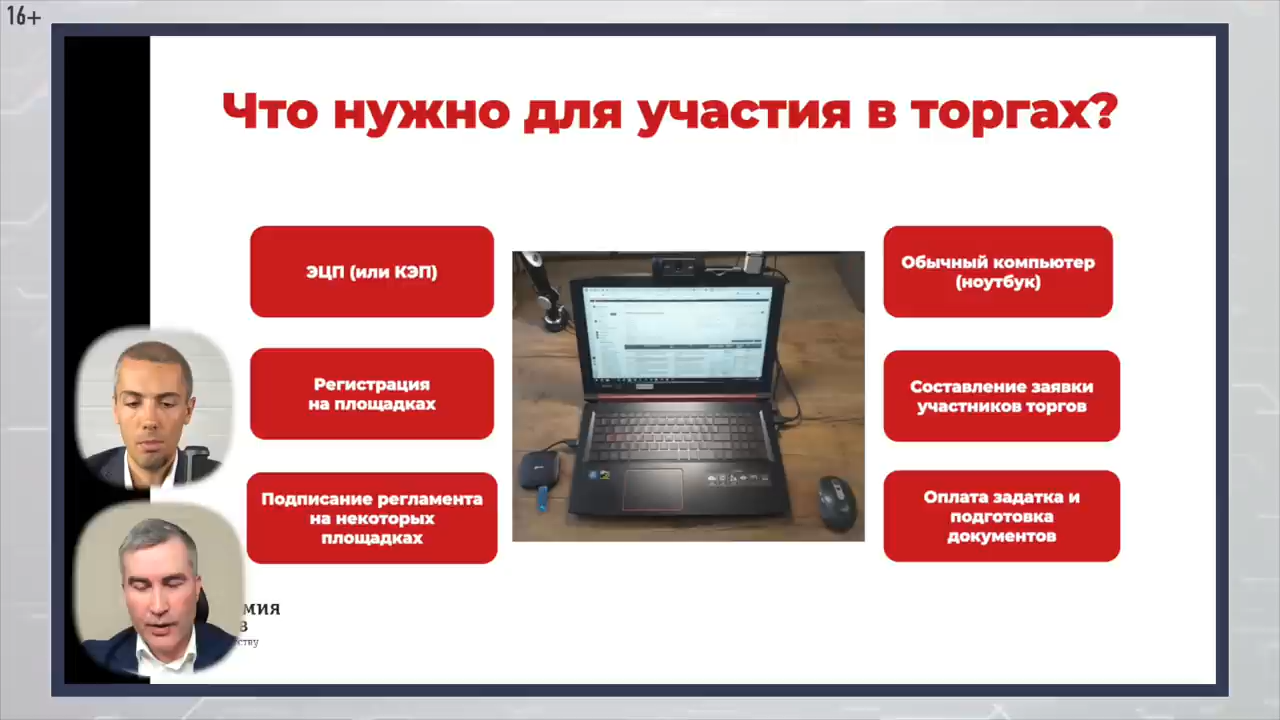 16+
Что нужно для участия в торгах?
ЭЦП (или КЭП)
Регистрация
на площадках
Подписание регламента
на некоторых
площадках
Обычный компьютер
(ноутбук)
Составление заявки
участников торгов
Оплата задатка и
подготовка
документов